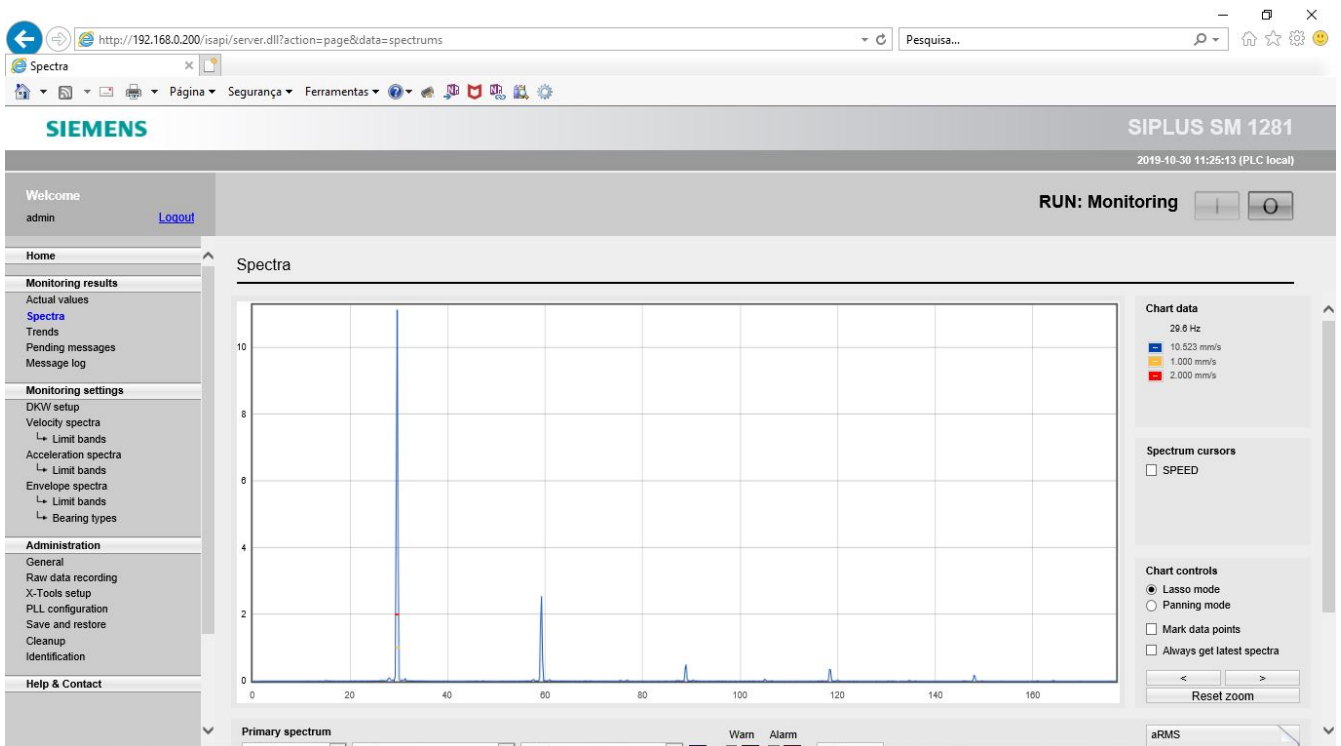 http://192.168.0.200/isapi/server.dll?action=page&data=spectrums
Pesquisa...
Spectra
Página Segurança Ferramentas
SIEMENS
SIPLUS SM 1281
2019-10-30 11:25:13 (PLC local)
Welcome
admin Logout
RUN: Monitoring I O
Home
Monitoring results
Actual values
Spectra
Trends
Pending messages
Message log
Monitoring settings
DKW setup
Velocity spectra
Limit bands
Acceleration spectra
Limit bands
Envelope spectra
Limit bands
Bearing types
Administration
General
Raw data recording
X-Tools setup
PLL configuration
Save and restore
Cleanup
Identification
Help & Contact
Spectra
10
8
6
4
2
0
0 20 40 60 80 100 120 140 160
Chart data
29.6 Hz
10.523 mm/s
1.000 mm/s
2.000 mm/s
Spectrum cursors
SPEED
Chart controls
Lasso mode
Panning mode
Mark data points
Always get latest spectra
< >
Reset zoom
Primary spectrum
Warn Alarm
aRMS